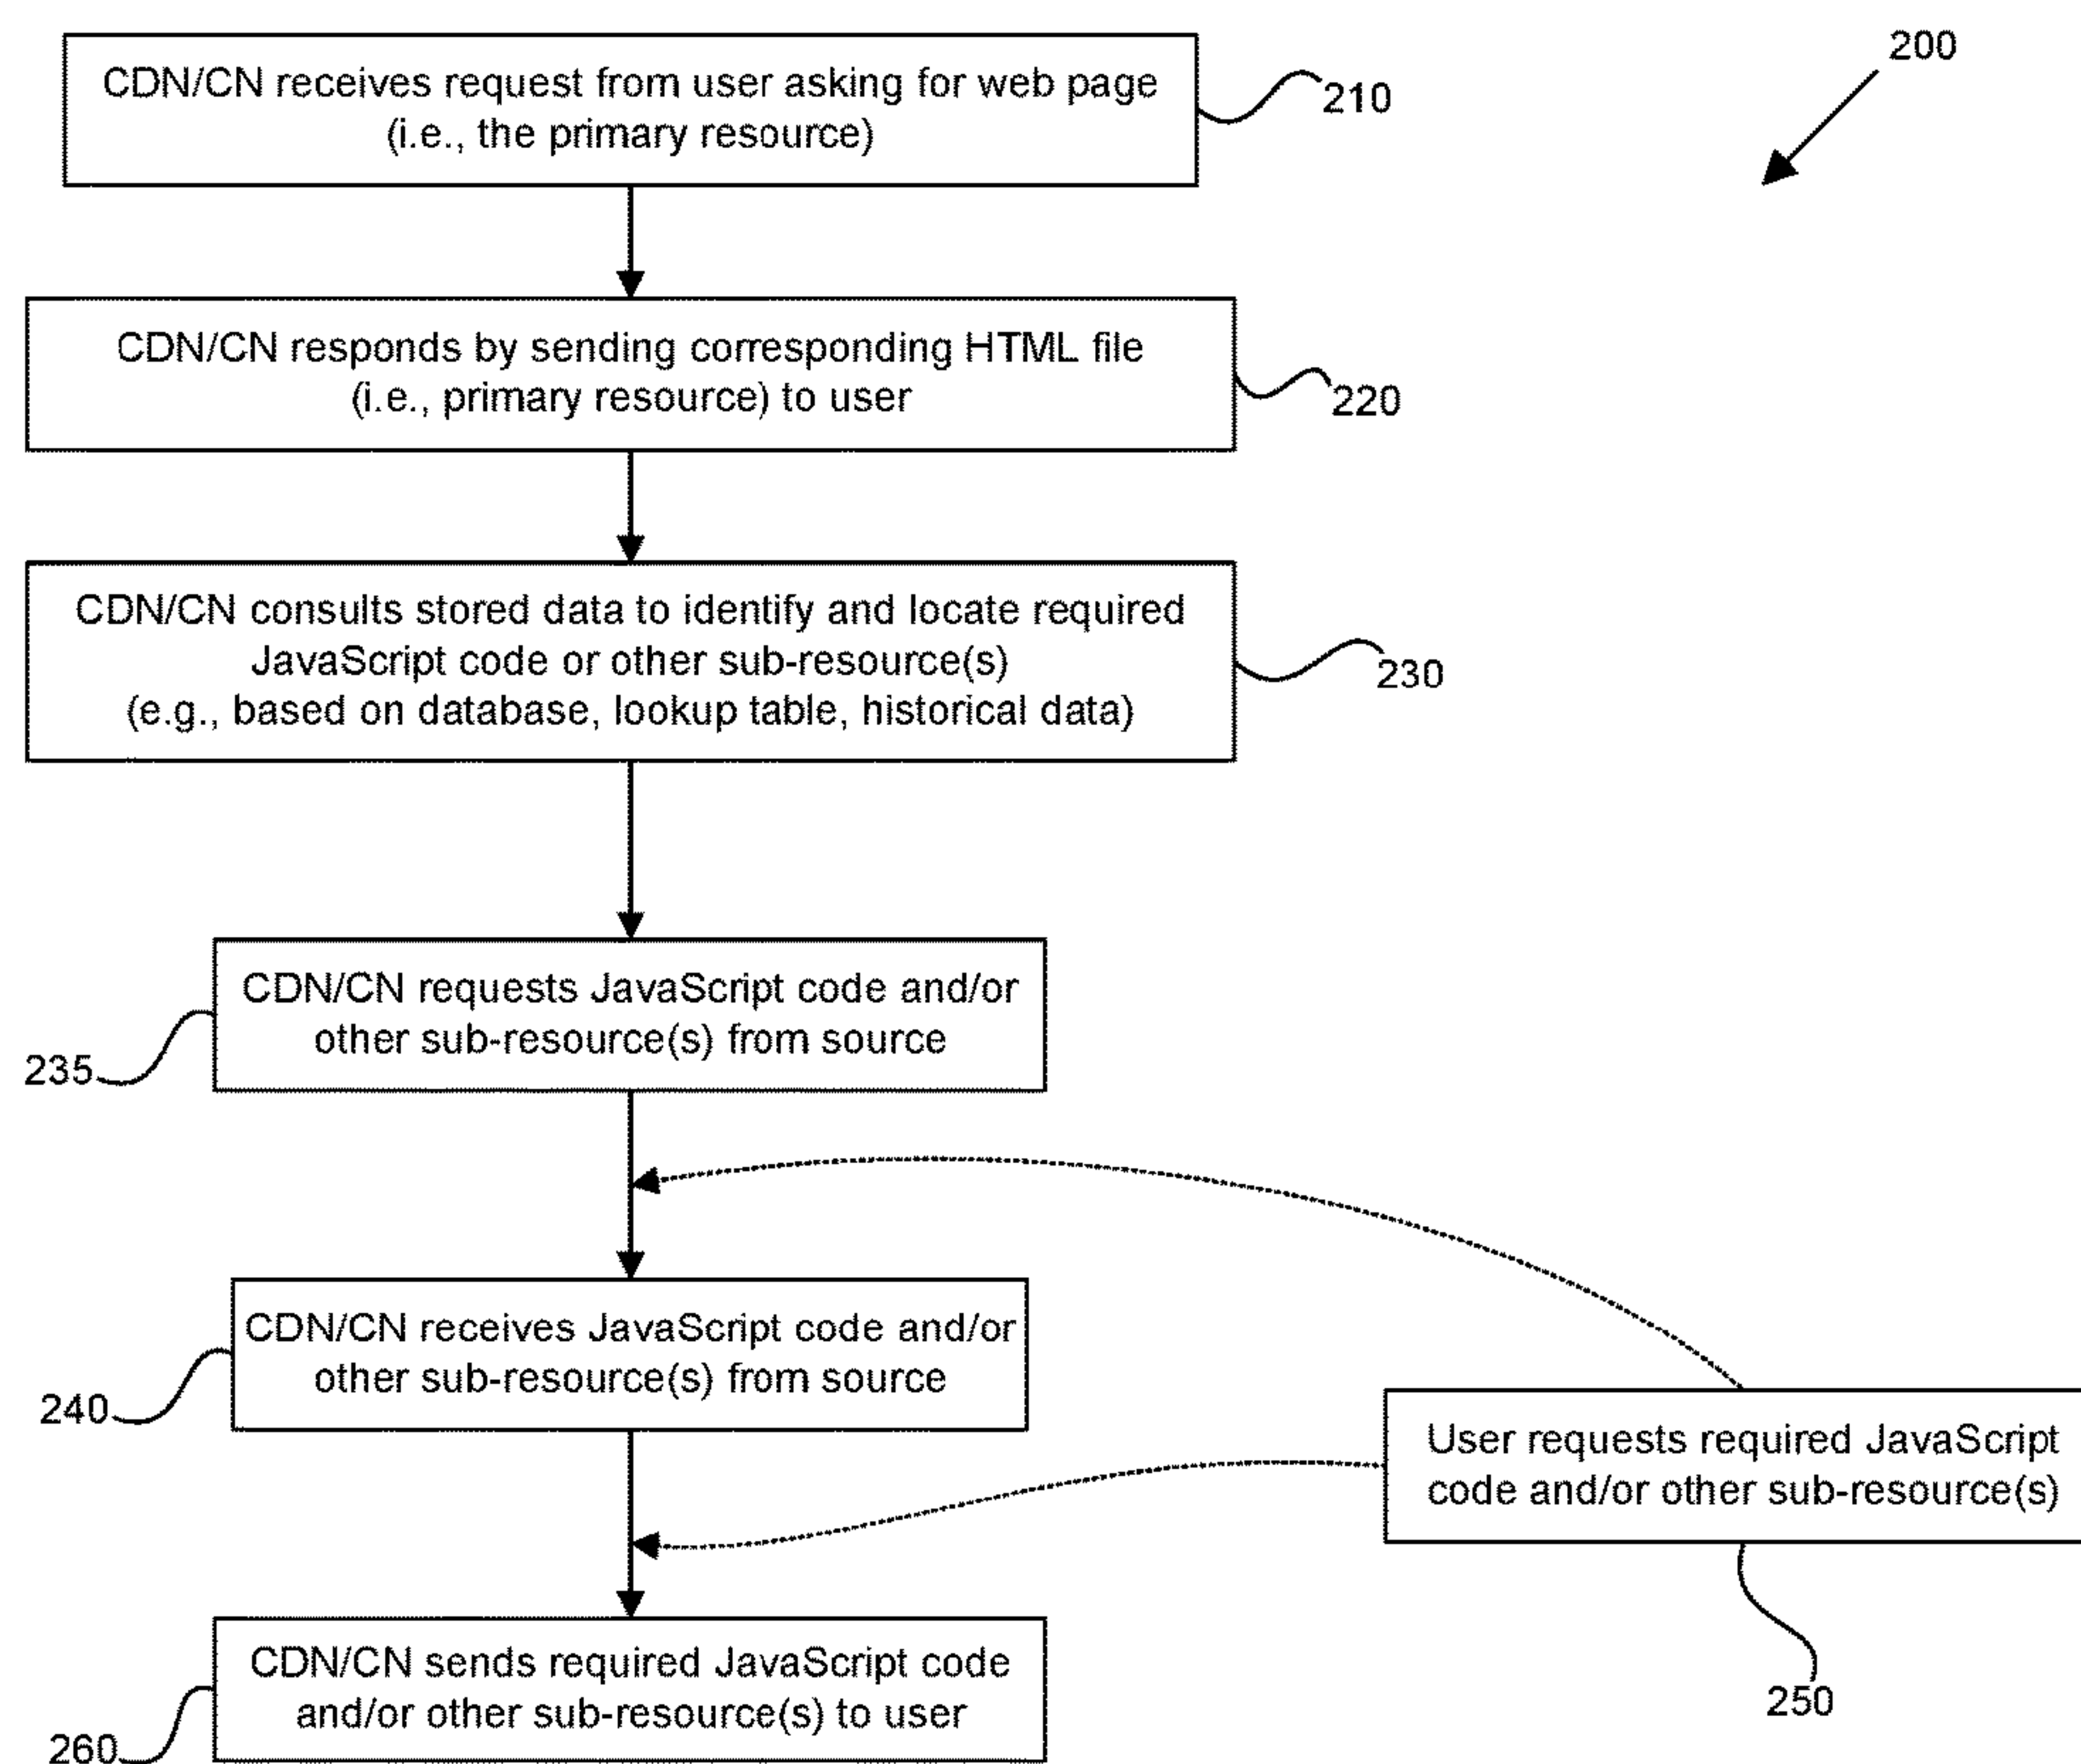 200
CDN/CN receives request from user asking for web page
(i.e., the primary resource)
210
CDN/CN responds by sending corresponding HTML file
(i.e., primary resource) to user
220
CDN/CN consults stored data to identify and locate required
JavaScript code or other sub-resource(s)
(e.g., based on database, lookup table, historical data)
230
CDN/CN requests JavaScript code and/or
other sub-resource(s) from source
235
CDN/CN receives JavaScript code and/or
other sub-resource(s) from source
240
User requests required JavaScript
code and/or other sub-resource(s)
250
CDN/CN sends required JavaScript code
and/or other sub-resource(s) to user
260